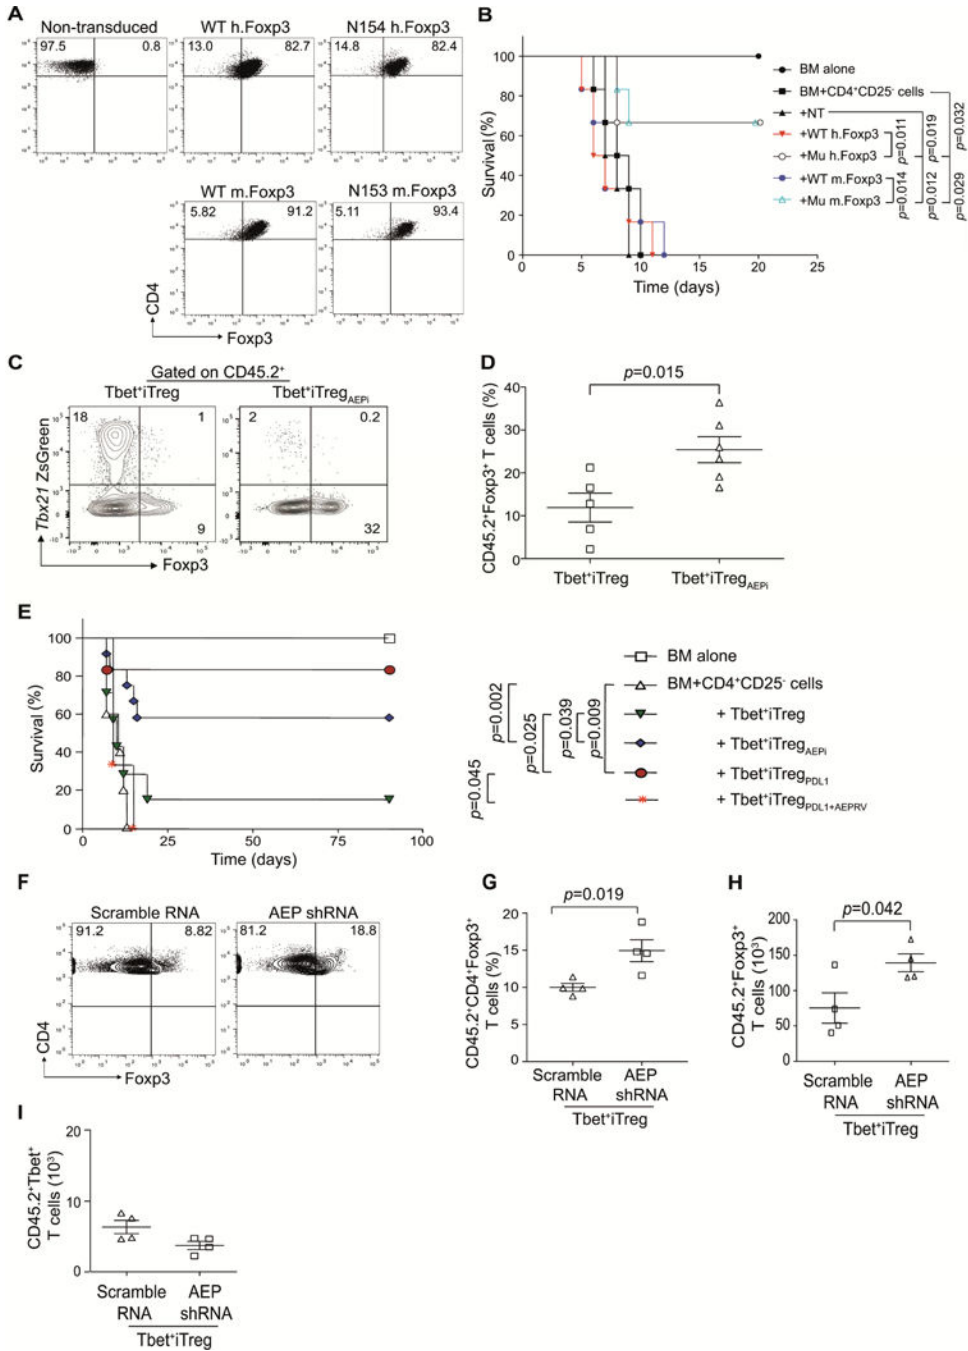 A
Non-transduced WT h.Foxp3 N154 h.Foxp3
97.5 0.8 13.0 82.7 14.8 82.4
WT m.Foxp3 N153 m.Foxp3
5.82 91.2 5.11 93.4
CD4
Foxp3
B
Survival (%)
100
80
60
40
20
0
0 5 10 15 20 25
Time (days)
BM alone
BM+CD4⁺CD25⁻ cells
+NT
+WT h.Foxp3
+Mu h.Foxp3
+WT m.Foxp3
+Mu m.Foxp3
p=0.011
p=0.014
p=0.019
p=0.012
p=0.032
p=0.029
C
Gated on CD45.2⁺
Tbet⁺iTreg Tbet⁺iTregAEPi
18 1 2 0.2
9 32
Tbx21 ZsGreen
Foxp3
D
p=0.015
CD45.2⁺Foxp3⁺ T cells (%)
40
30
20
10
0
Tbet⁺iTreg Tbet⁺iTregAEPi
E
Survival (%)
100
80
60
40
20
0
0 25 50 75 100
Time (days)
BM alone
BM+CD4⁺CD25⁻ cells
+ Tbet⁺iTreg
+ Tbet⁺iTregAEPi
+ Tbet⁺iTregPDL1
+ Tbet⁺iTregPDL1+AEPRV
p=0.002
p=0.025
p=0.039
p=0.009
p=0.045
F
Scramble RNA AEP shRNA
91.2 8.82 81.2 18.8
CD4
Foxp3
G
p=0.019
CD45.2⁺CD4⁺Foxp3⁺
T cells (%)
20
15
10
5
0
Scramble AEP
RNA shRNA
Tbet⁺iTreg
H
p=0.042
CD45.2⁺Foxp3⁺
T cells (10³)
200
150
100
50
0
Scramble AEP
RNA shRNA
Tbet⁺iTreg
I
CD45.2⁺Tbet⁺
T cells (10³)
20
10
0
Scramble AEP
RNA shRNA
Tbet⁺iTreg